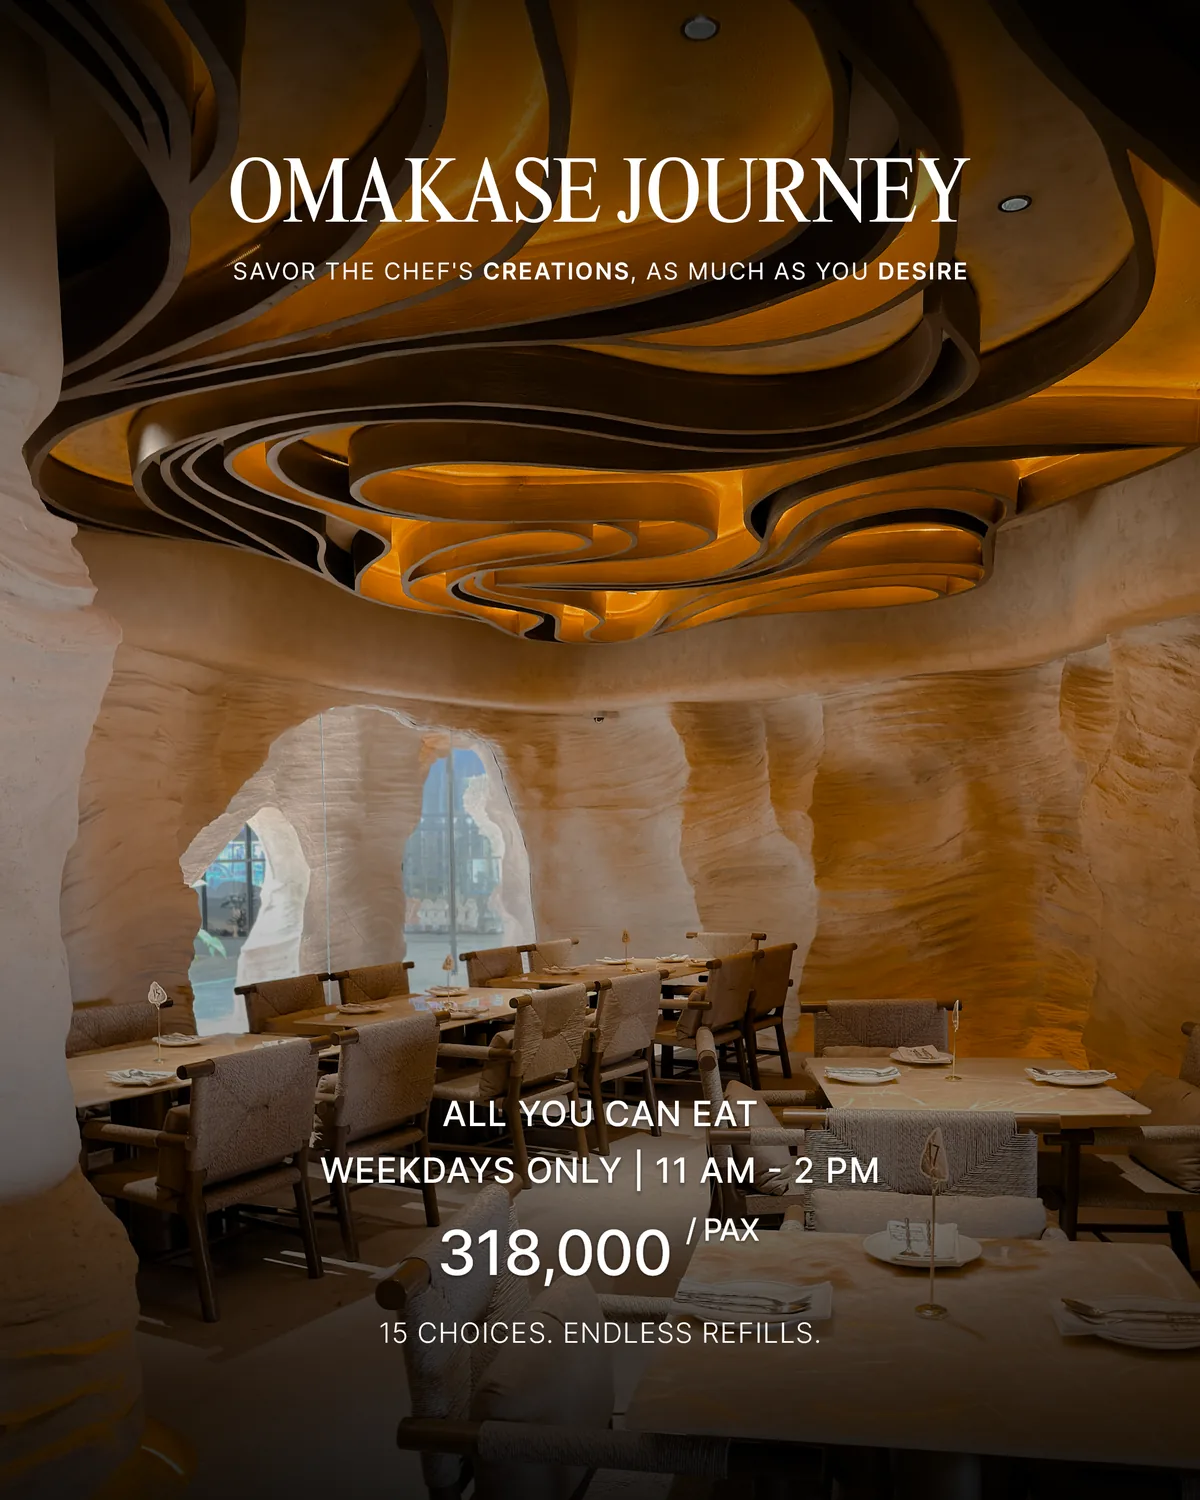 OMAKASE JOURNEY
SAVOR THE CHEF'S CREATIONS, AS MUCH AS YOU DESIRE
ALL YOU CAN EAT
WEEKDAYS ONLY | 11 AM - 2 PM
318,000 / PAX
15 CHOICES. ENDLESS REFILLS.
17